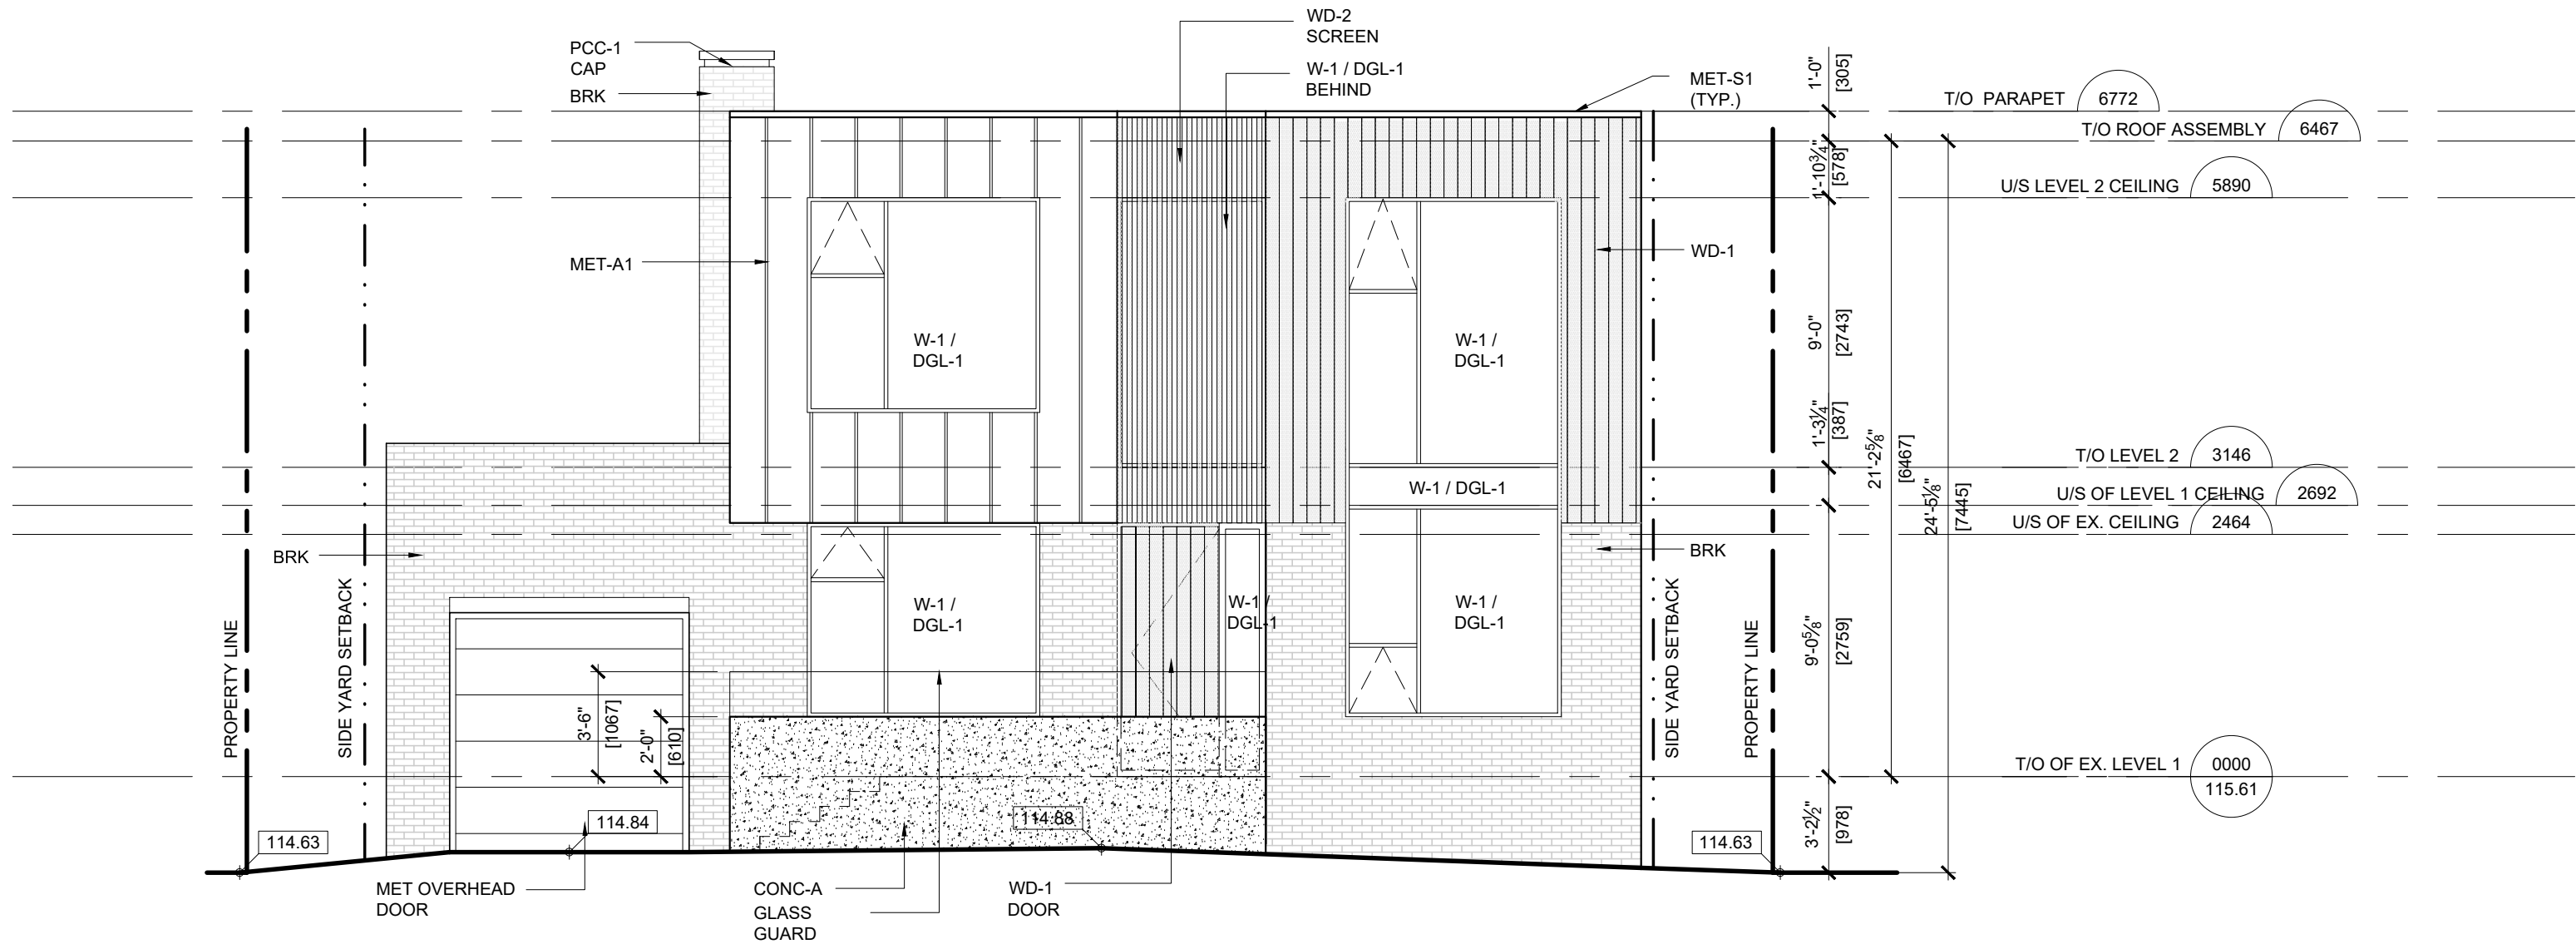 WD-2
SCREEN
PCC-1
CAP
BRK
W-1 / DGL-1
BEHIND
MET-S1
(TYP.)
1'-0"
[305]
T/O PARAPET 6772
T/O ROOF ASSEMBLY 6467
1'-10¾"
[578]
U/S LEVEL 2 CEILING 5890
MET-A1
WD-1
W-1 /
DGL-1
W-1 /
DGL-1
9'-0"
[2743]
1'-3¼"
[387]
21'-2⅝"
[6467]
24'-5⅛"
[7445]
T/O LEVEL 2 3146
W-1 / DGL-1
U/S OF LEVEL 1 CEILING 2692
U/S OF EX. CEILING 2464
BRK
BRK
PROPERTY LINE
SIDE YARD SETBACK
W-1 /
DGL-1
W-1 /
DGL-1
W-1 /
DGL-1
SIDE YARD SETBACK
PROPERTY LINE
9'-0⅝"
[2759]
3'-6"
[1067]
2'-0"
[610]
T/O OF EX. LEVEL 1 0000
115.61
114.63
114.84
114.88
114.63
3'-2½"
[978]
MET OVERHEAD
DOOR
CONC-A
GLASS
GUARD
WD-1
DOOR